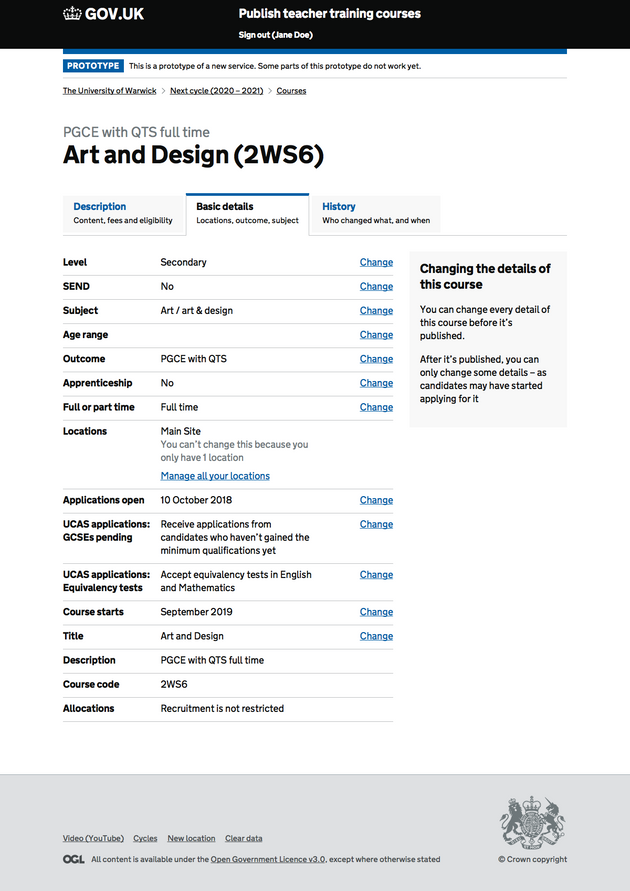 GOV.UK
Publish teacher training courses
Sign out (Jane Doe)
PROTOTYPE This is a prototype of a new service. Some parts of this prototype do not work yet.
The University of Warwick > Next cycle (2020 – 2021) > Courses
PGCE with QTS full time
Art and Design (2WS6)
Description
Content, fees and eligibility
Basic details
Locations, outcome, subject
History
Who changed what, and when
Level Secondary Change
SEND No Change
Subject Art / art & design Change
Age range Change
Outcome PGCE with QTS Change
Apprenticeship No Change
Full or part time Full time Change
Locations Main Site
You can’t change this because you
only have 1 location
Manage all your locations
Applications open 10 October 2018 Change
UCAS applications: Receive applications from Change
GCSEs pending candidates who haven’t gained the
minimum qualifications yet
UCAS applications: Accept equivalency tests in English Change
Equivalency tests and Mathematics
Course starts September 2019 Change
Title Art and Design Change
Description PGCE with QTS full time
Course code 2WS6
Allocations Recruitment is not restricted
Changing the details of
this course
You can change every detail of
this course before it’s
published.
After it’s published, you can
only change some details – as
candidates may have started
applying for it
Video (YouTube) Cycles New location Clear data
OGL All content is available under the Open Government Licence v3.0, except where otherwise stated
© Crown copyright